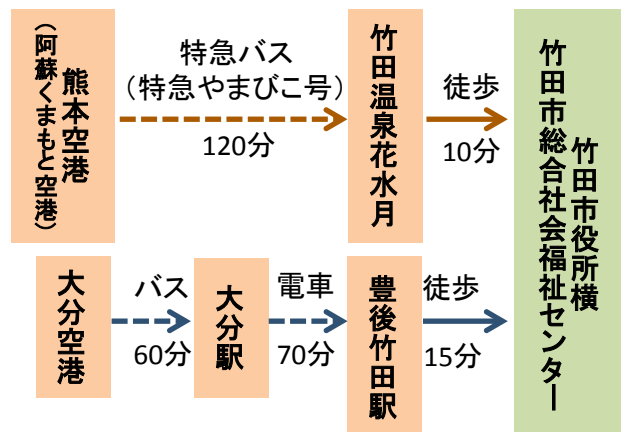 熊本空港
（阿蘇くまもと空港）
特急バス
（特急やまびこ号）
120分
竹田温泉花水月
徒歩
10分
竹田市役所横
竹田市総合社会福祉センター
大分空港
バス
60分
大分駅
電車
70分
豊後竹田駅
徒歩
15分